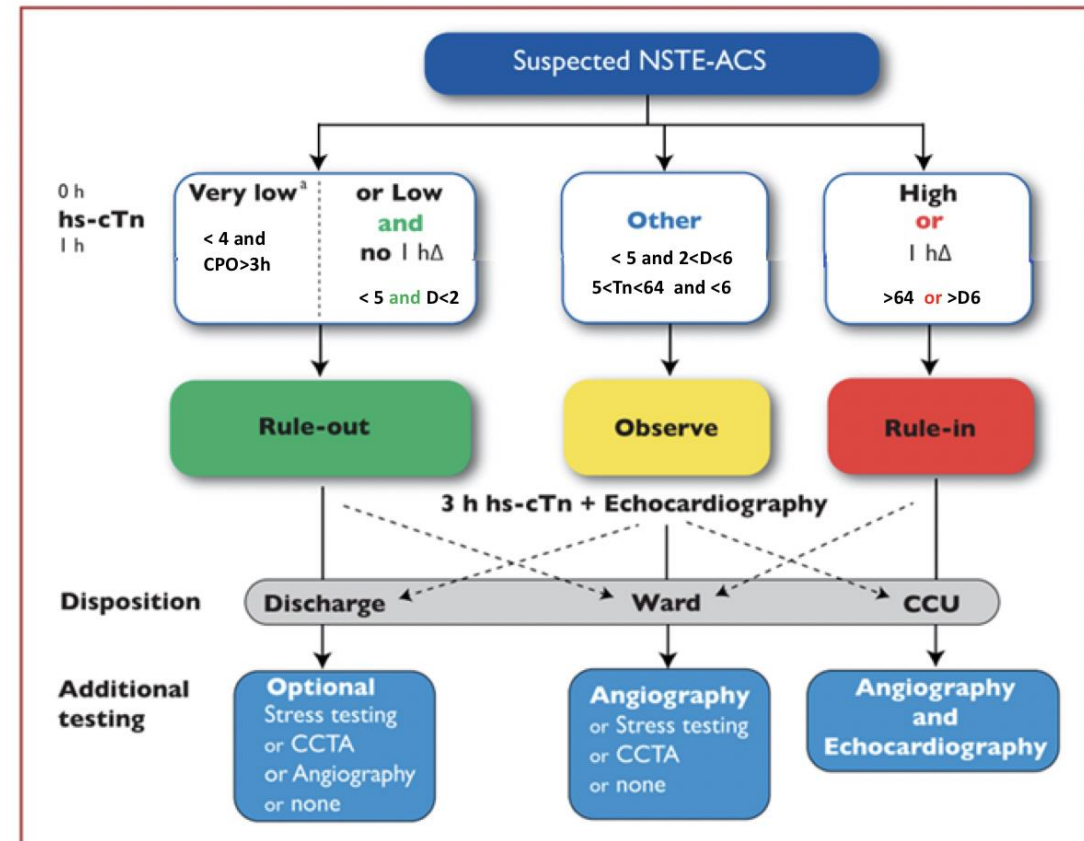 Suspected NSTE-ACS
0 h
hs-cTn
1 h
Very lowᵃ
< 4 and
CPO>3h
or Low
and
no 1 hΔ
< 5 and D<2
Other
< 5 and 2<D<6
5<Tn<64 and <6
High
or
1 hΔ
>64 or >D6
Rule-out
Observe
Rule-in
3 h hs-cTn + Echocardiography
Disposition
Discharge
Ward
CCU
Additional
testing
Optional
Stress testing
or CCTA
or Angiography
or none
Angiography
or Stress testing
or CCTA
or none
Angiography
and
Echocardiography